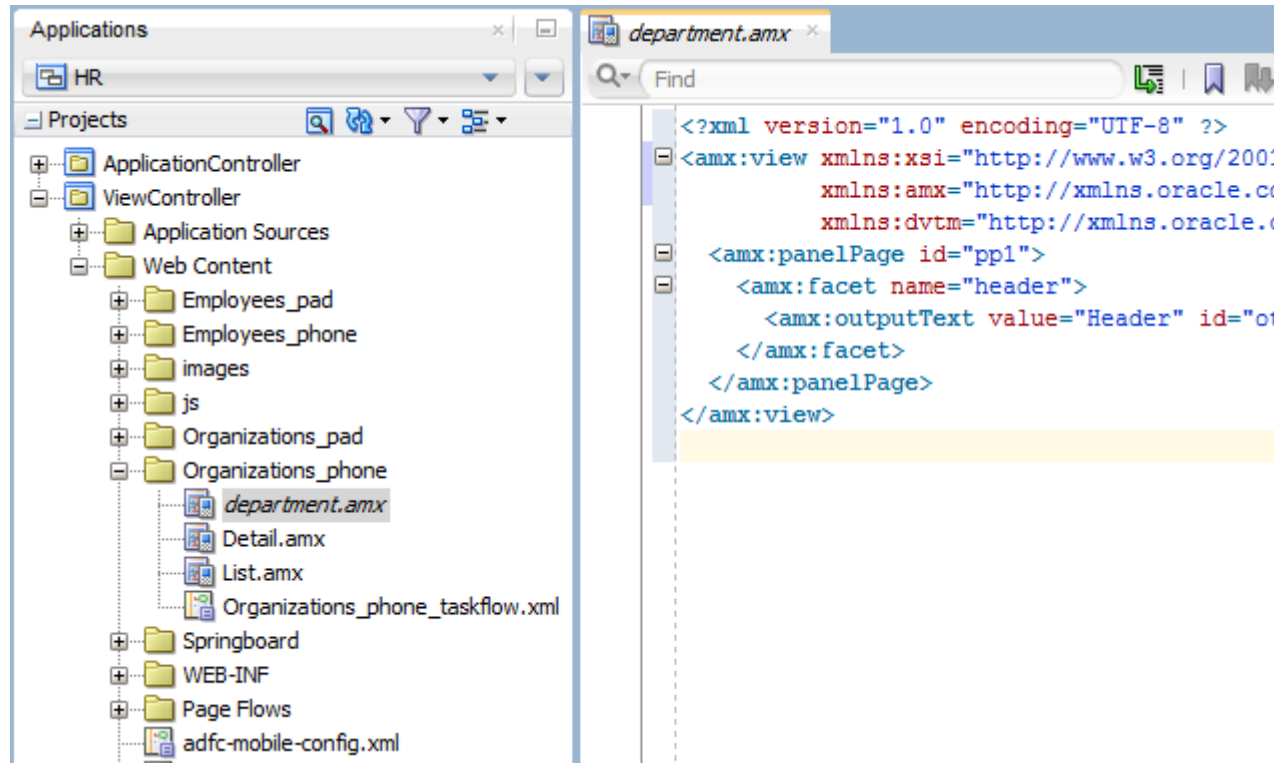 Applications
HR
Projects
ApplicationController
ViewController
Application Sources
Web Content
Employees_pad
Employees_phone
images
js
Organizations_pad
Organizations_phone
department.amx
Detail.amx
List.amx
Organizations_phone_taskflow.xml
Springboard
WEB-INF
Page Flows
adfc-mobile-config.xml
department.amx
Find
<?xml version="1.0" encoding="UTF-8" ?>
<amx:view xmlns:xsi="http://www.w3.org/2001
xmlns:amx="http://xmlns.oracle.co
xmlns:dvtm="http://xmlns.oracle.c
<amx:panelPage id="pp1">
<amx:facet name="header">
<amx:outputText value="Header" id="ot
</amx:facet>
</amx:panelPage>
</amx:view>